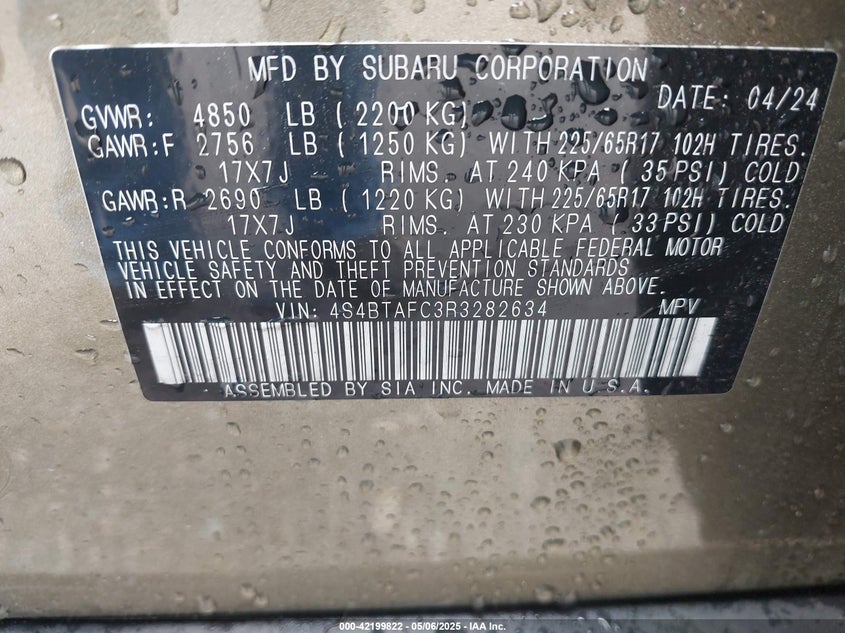 MFD BY SUBARU CORPORATION
DATE: 04/24
GVWR: 4850 LB ( 2200 KG)
GAWR:F 2756 LB ( 1250 KG) WITH 225/65R17 102H TIRES.
17X7J RIMS. AT 240 KPA ( 35PSI) COLD
GAWR:R 2690 LB ( 1220 KG) WITH 225/65R17 102H TIRES.
17X7J RIMS. AT 230 KPA ( 33PSI) COLD
THIS VEHICLE CONFORMS TO ALL APPLICABLE FEDERAL MOTOR
VEHICLE SAFETY AND THEFT PREVENTION STANDARDS
IN EFFECT ON THE DATE OF MANUFACTURE SHOWN ABOVE.
VIN: 4S4BTAFC3R3282634 MPV
ASSEMBLED BY SIA INC. MADE IN U.S.A.
000-42199822 - 05/06/2025 - IAA Inc.